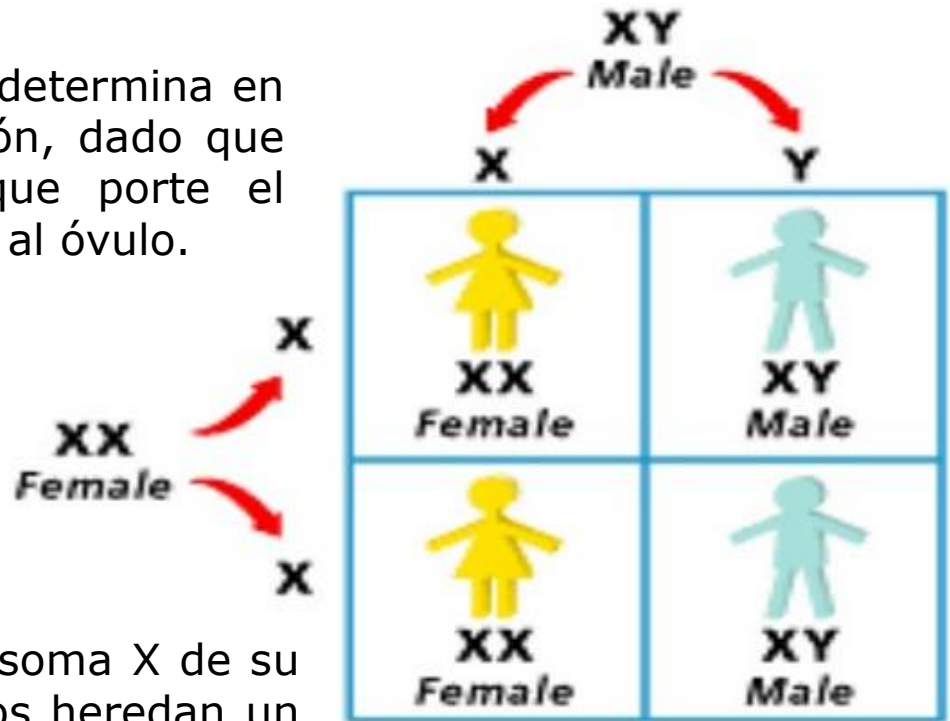 XY
Male
determina en
ón, dado que
que porte el
al óvulo.
X Y
X
XX
Female
X
XX
Female
XY
Male
XX
Female
XY
Male
soma X de su
os heredan un